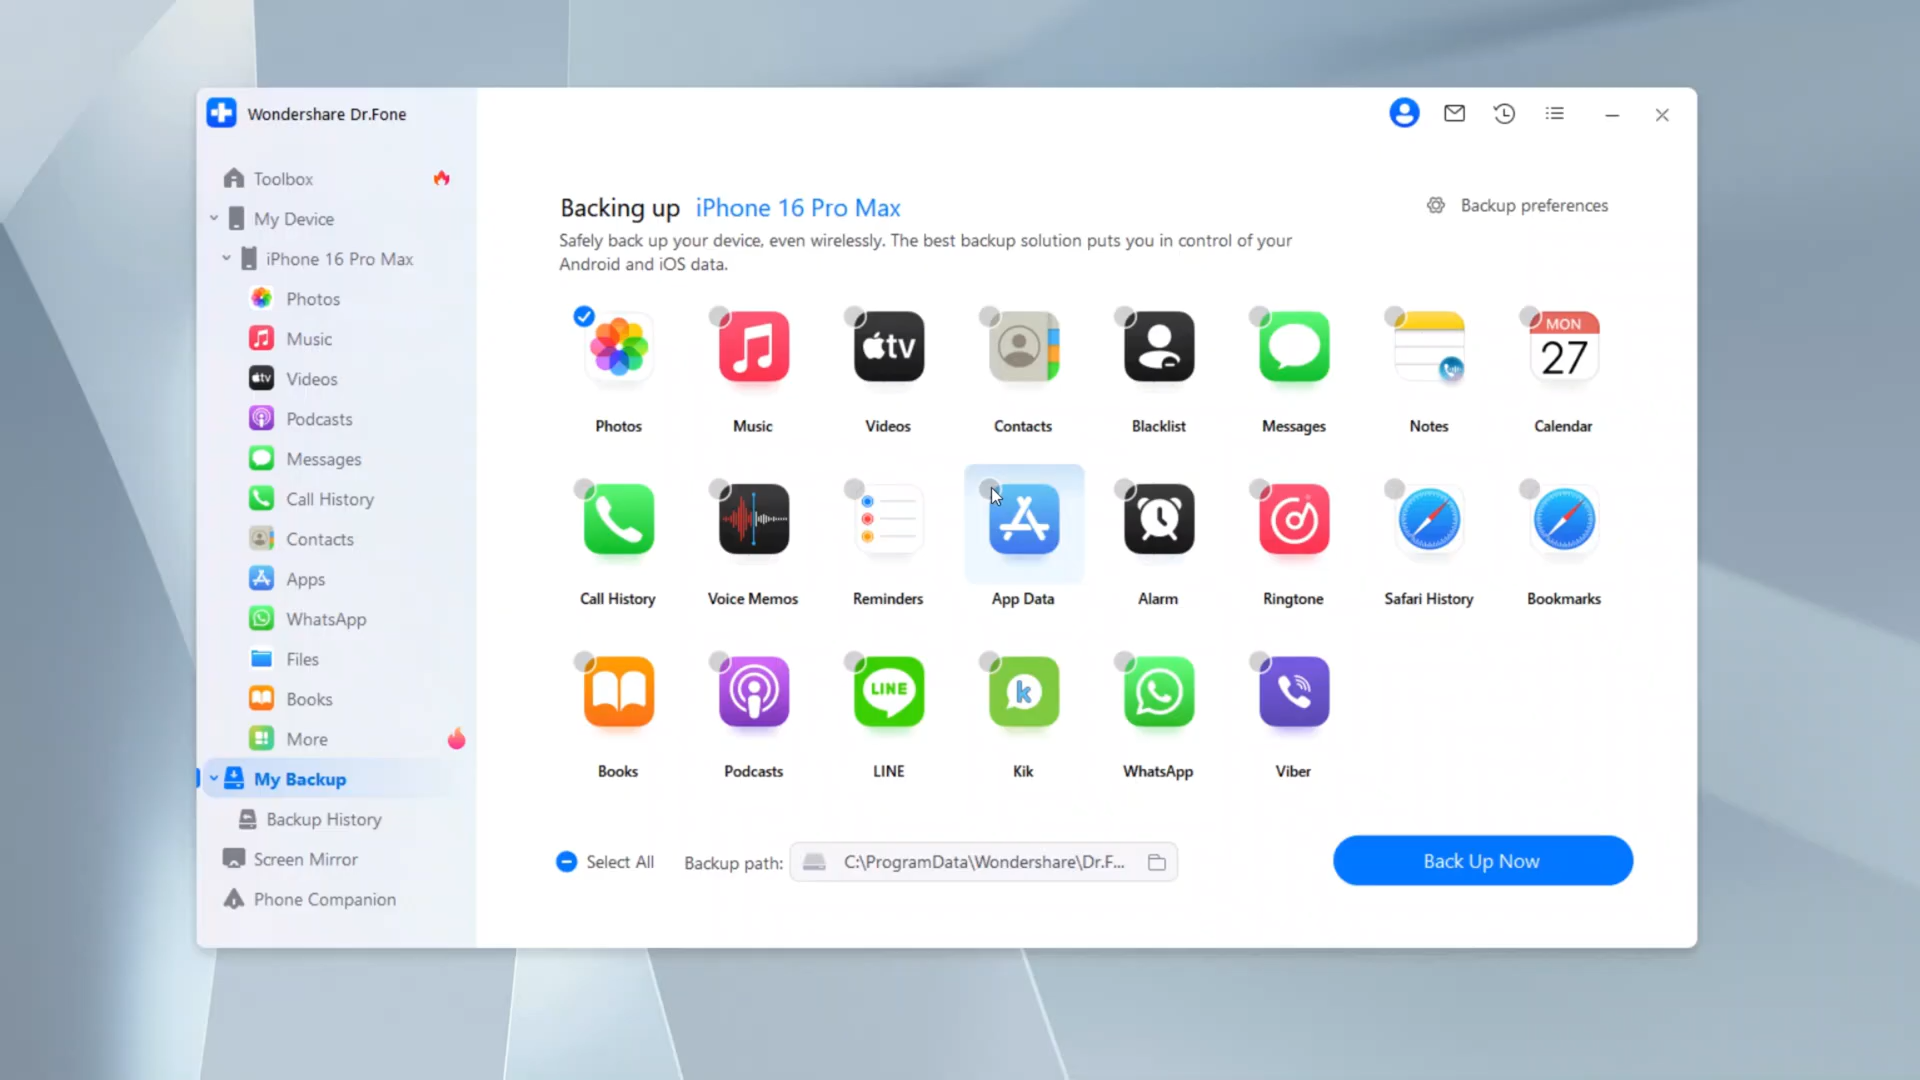 Wondershare Dr.Fone
Toolbox
My Device
iPhone 16 Pro Max
Photos
Music
tv
Videos
Podcasts
Messages
Call History
Contacts
Apps
WhatsApp
Files
Books
More
My Backup
Backup History
Screen Mirror
Phone Companion
Backing up iPhone 16 Pro Max
Backup preferences
Safely back up your device, even wirelessly. The best backup solution puts you in control of your
Android and iOS data.
tv
MON
27
Photos Music Videos Contacts Blacklist Messages Notes Calendar
Call History Voice Memos Reminders App Data Alarm Ringtone Safari History Bookmarks
LINE
k
Books Podcasts LINE Kik WhatsApp Viber
Select All Backup path: C:\ProgramData\Wondershare\Dr.F... Back Up Now